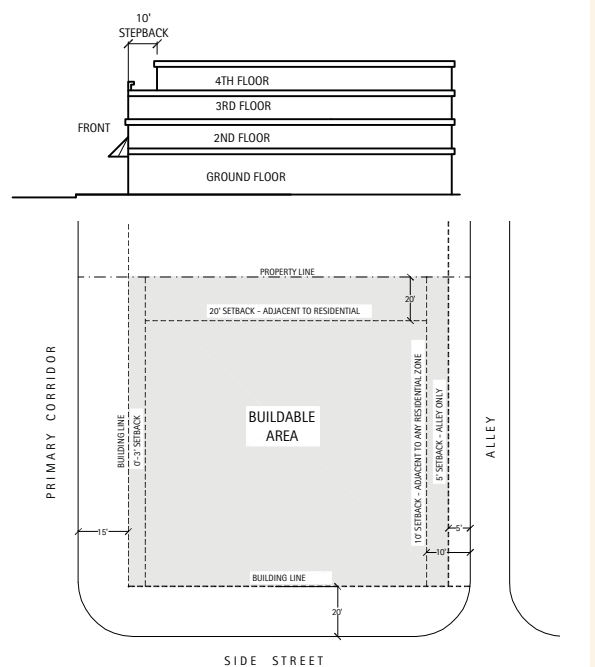 10'
STEPBACK
4TH FLOOR
3RD FLOOR
FRONT
2ND FLOOR
GROUND FLOOR
PROPERTY LINE
20'
20' SETBACK - ADJACENT TO RESIDENTIAL
PRIMARY CORRIDOR
BUILDING LINE
0'-3' SETBACK
BUILDABLE
AREA
10' SETBACK - ADJACENT TO ANY RESIDENTIAL ZONE
5' SETBACK - ALLEY ONLY
ALLEY
15'
5'
10'
BUILDING LINE
20'
SIDE STREET